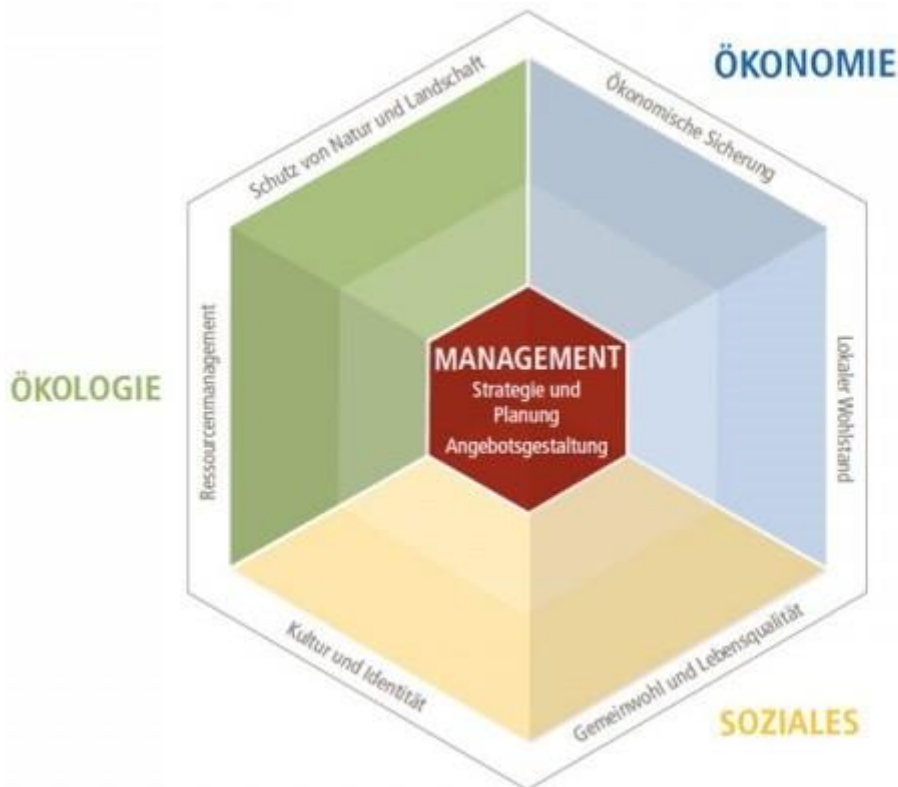 ÖKONOMIE
Schutz von Natur und Landschaft
Ökonomische Sicherung
ÖKOLOGIE
Ressourcenmanagement
MANAGEMENT
Strategie und
Planung
Angebotsgestaltung
Lokaler Wohlstand
Kultur und Identität
Gemeinwohl und Lebensqualität
SOZIALES